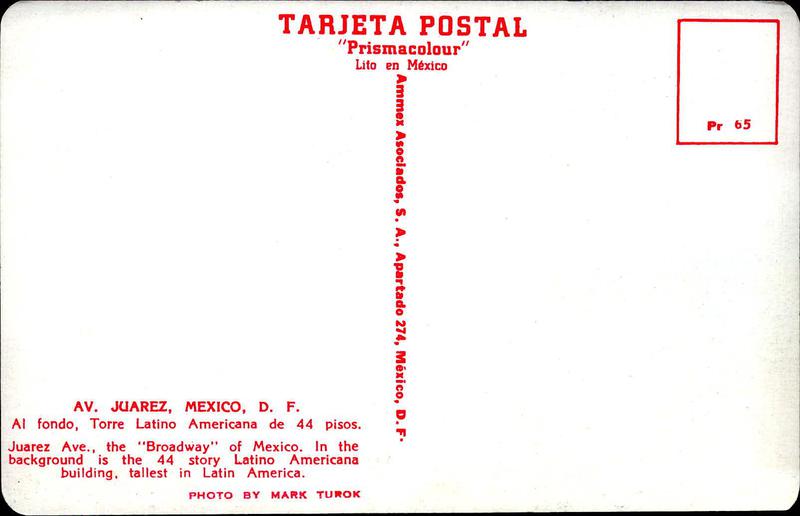 TARJETA POSTAL
"Prismacolour"
Lito en México
Pr 65
Ammex Asociados, S. A., Apartado 274, México, D. F.
AV. JUAREZ, MEXICO, D. F.
Al fondo, Torre Latino Americana de 44 pisos.
Juarez Ave., the "Broadway" of Mexico. In the
background is the 44 story Latino Americana
building, tallest in Latin America.
PHOTO BY MARK TUROK